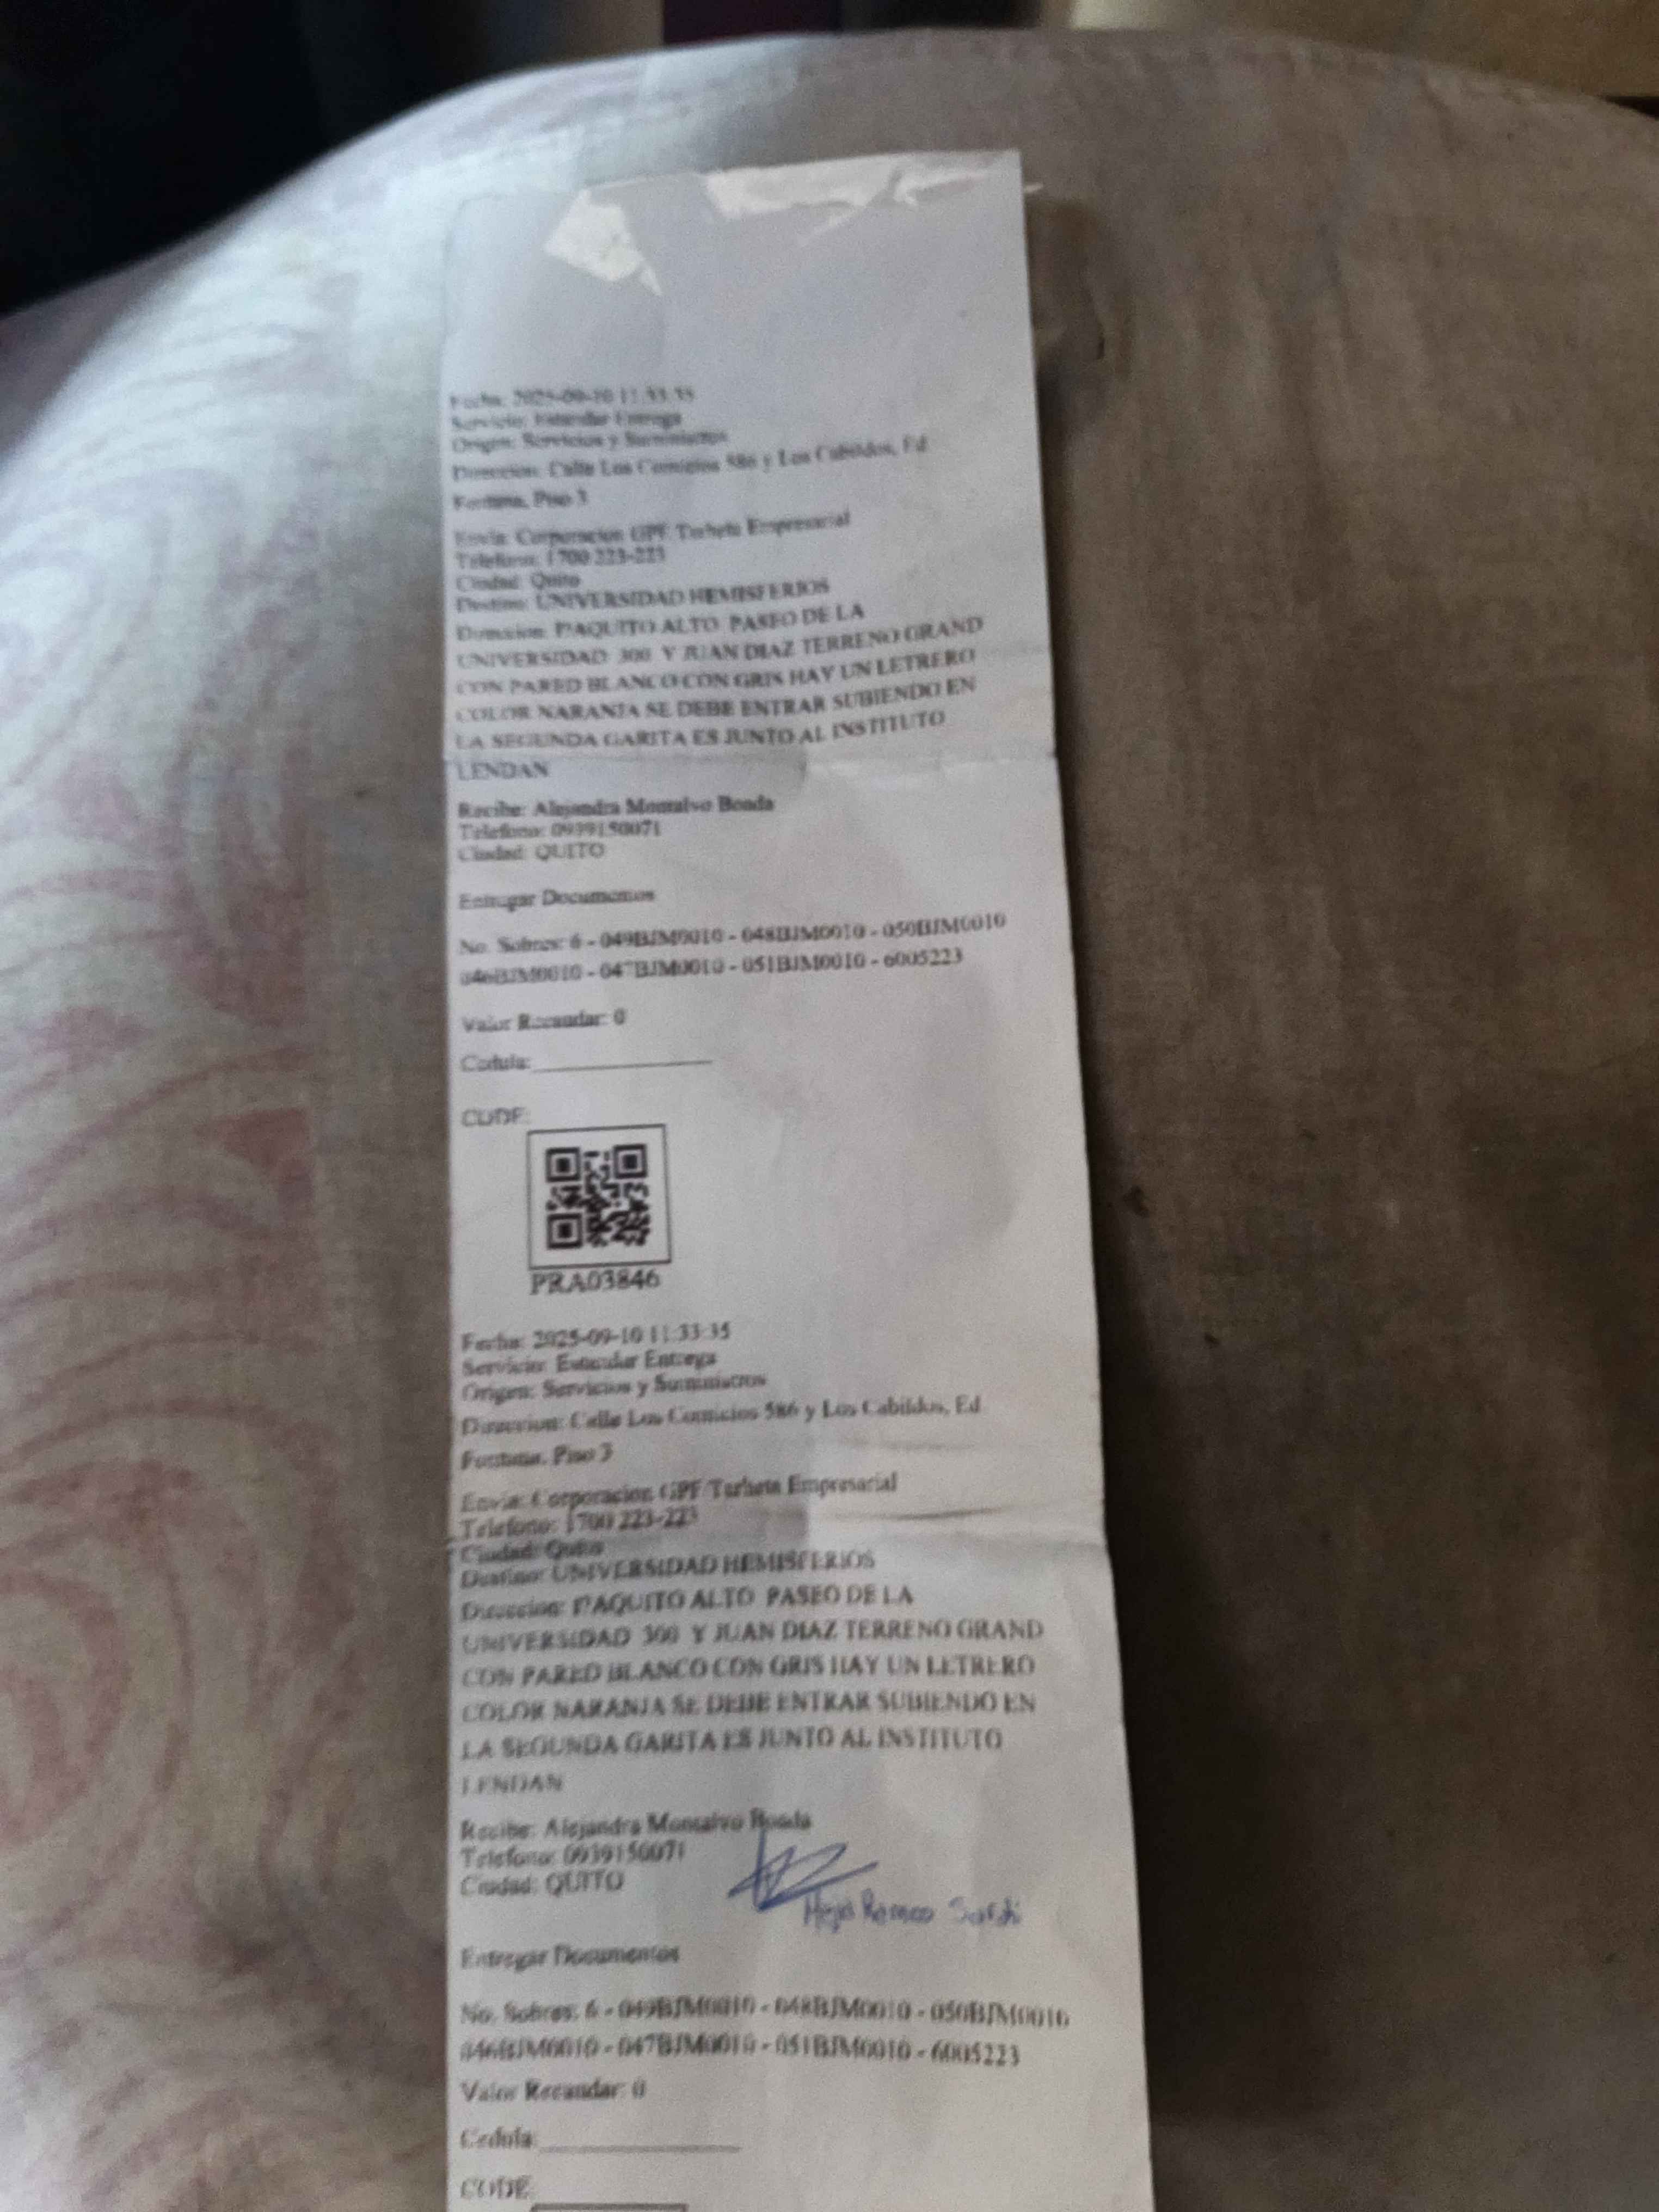 Fecha: 2025-09-10 11:33:35
Servicio: Estandar Entrega
Origen: Servicios y Suministros
Direccion: Calle Los Comicios 586 y Los Cabildos, Ed
Fontana, Piso 3
Envia: Corporacion GPF Tarheta Empresarial
Telefono: 1700 223-223
Ciudad: Quito
Destino: UNIVERSIDAD HEMISFERIOS
Direccion: IÑAQUITO ALTO PASEO DE LA
UNIVERSIDAD 300 Y JUAN DIAZ TERRENO GRAND
CON PARED BLANCO CON GRIS HAY UN LETRERO
COLOR NARANJA SE DEBE ENTRAR SUBIENDO EN
LA SEGUNDA GARITA ES JUNTO AL INSTITUTO
LENDAN
Recibe: Alejandra Montalvo Boada
Telefono: 0939150071
Ciudad: QUITO
Entregar Documentos
No. Sobres: 6 - 049BJM0010 - 048BJM0010 - 050BJM0010
046BJM0010 - 047BJM0010 - 051BJM0010 - 6005223
Valor Recaudar: 0
Cedula:
CODE:
PRA03846
Fecha: 2025-09-10 11:33:35
Servicio: Estandar Entrega
Origen: Servicios y Suministros
Direccion: Calle Los Comicios 586 y Los Cabildos, Ed
Fontana, Piso 3
Envia: Corporacion GPF Tarheta Empresarial
Telefono: 1700 223-223
Ciudad: Quito
Destino: UNIVERSIDAD HEMISFERIOS
Direccion: IÑAQUITO ALTO PASEO DE LA
UNIVERSIDAD 300 Y JUAN DIAZ TERRENO GRAND
CON PARED BLANCO CON GRIS HAY UN LETRERO
COLOR NARANJA SE DEBE ENTRAR SUBIENDO EN
LA SEGUNDA GARITA ES JUNTO AL INSTITUTO
LENDAN
Recibe: Alejandra Montalvo Boada
Telefono: 0939150071
Ciudad: QUITO
Entregar Documentos
No. Sobres: 6 - 049BJM0010 - 048BJM0010 - 050BJM0010
046BJM0010 - 047BJM0010 - 051BJM0010 - 6005223
Valor Recaudar: 0
Cedula:
CODE: